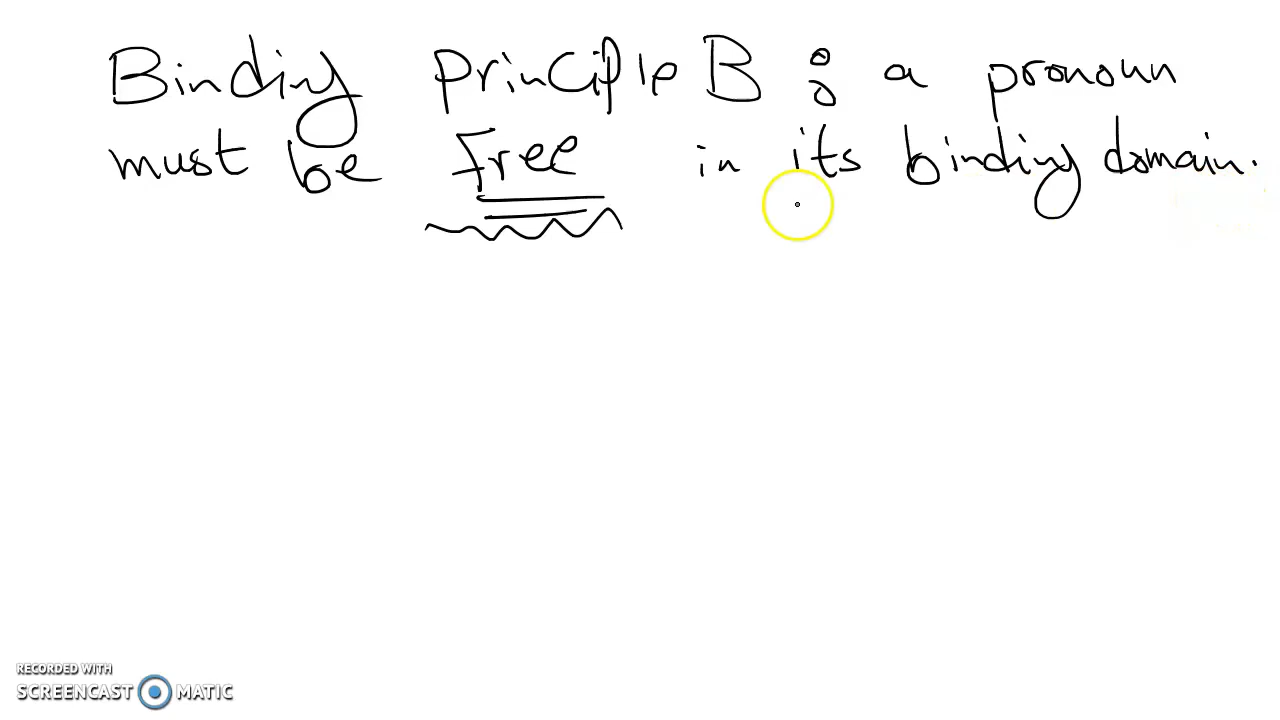 Binding principle B : a pronoun
must be free in its binding domain.
RECORDED WITH
SCREENCAST MATIC